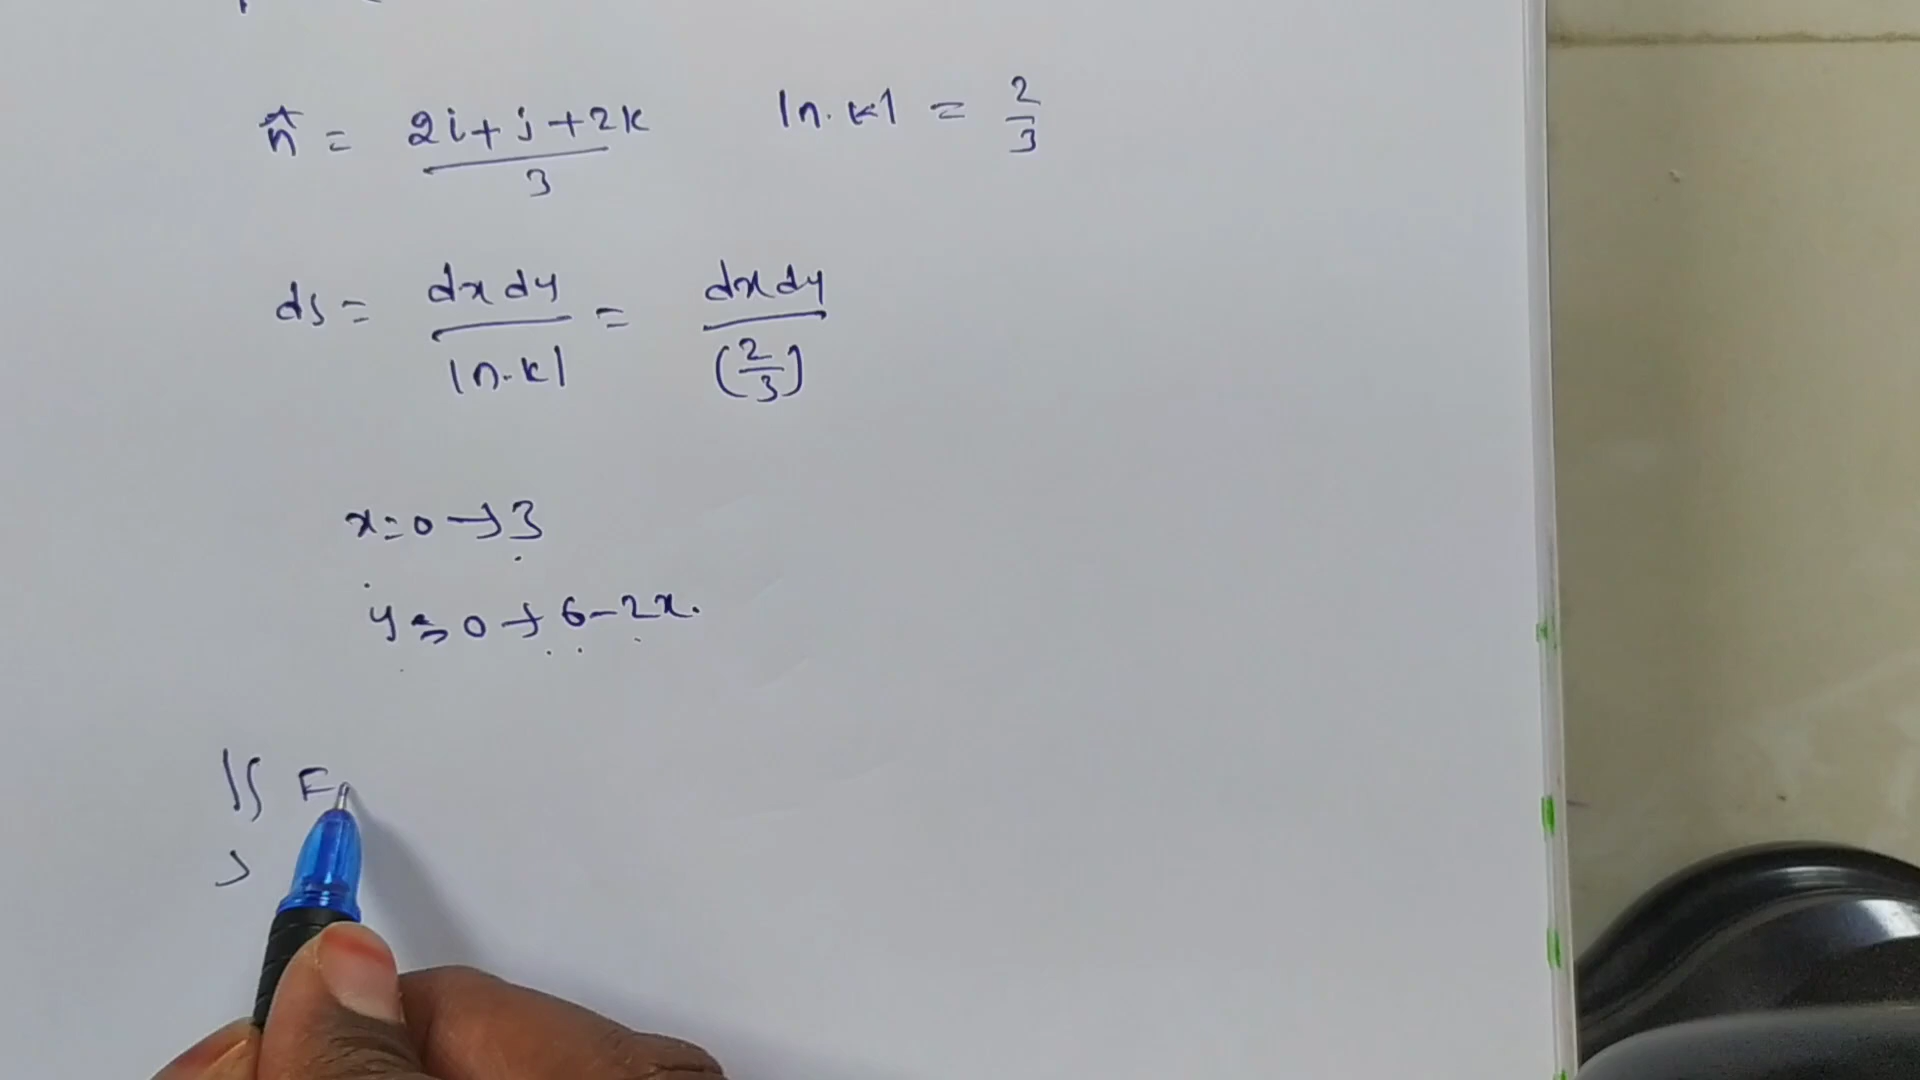 n̂ = 2i+j+2k / 3   |n.k| = 2/3
ds = dx dy / |n.k| = dx dy / (2/3)
x=0→3
y=0→6-2x.
∫∫ F.
S